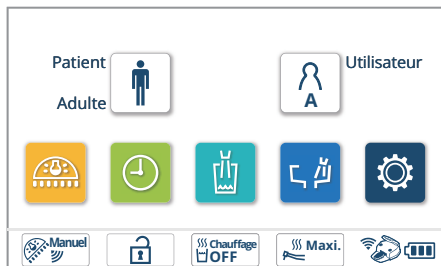 Patient
Adulte
Utilisateur
A
Manuel
Chauffage
OFF
Maxi.